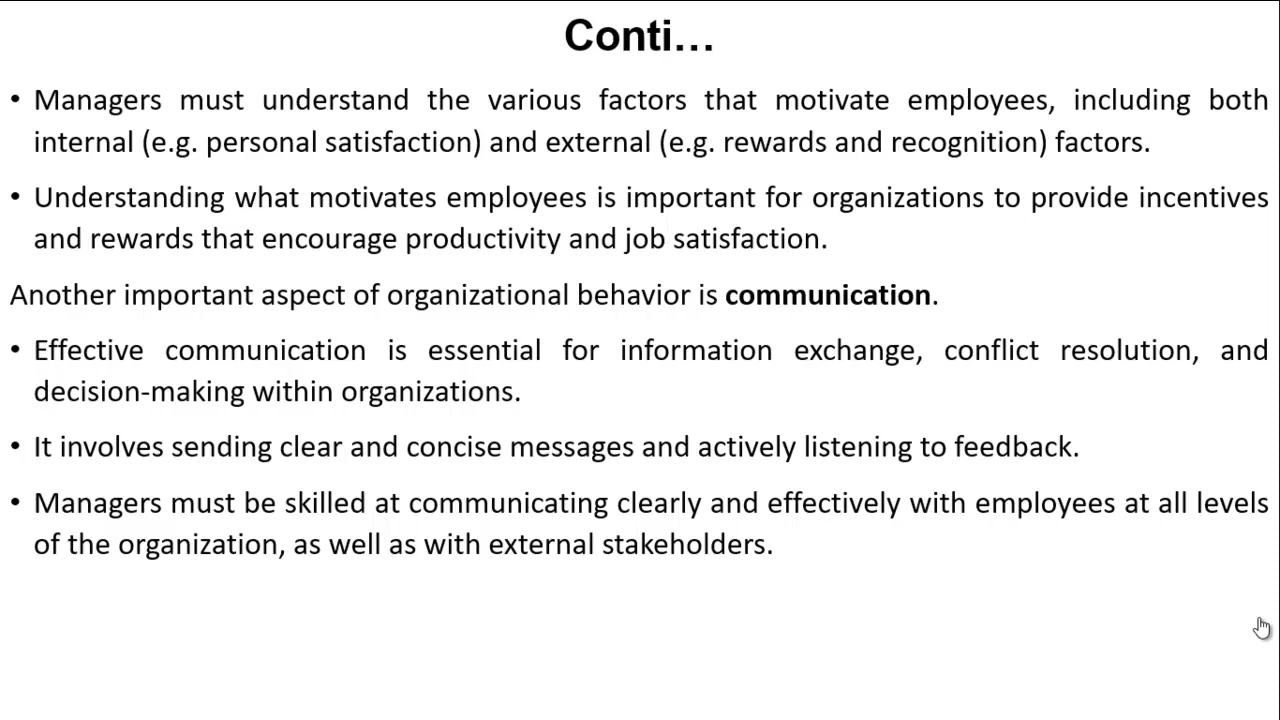 Conti…
• Managers must understand the various factors that motivate employees, including both
internal (e.g. personal satisfaction) and external (e.g. rewards and recognition) factors.
• Understanding what motivates employees is important for organizations to provide incentives
and rewards that encourage productivity and job satisfaction.
Another important aspect of organizational behavior is communication.
• Effective communication is essential for information exchange, conflict resolution, and
decision-making within organizations.
• It involves sending clear and concise messages and actively listening to feedback.
• Managers must be skilled at communicating clearly and effectively with employees at all levels
of the organization, as well as with external stakeholders.